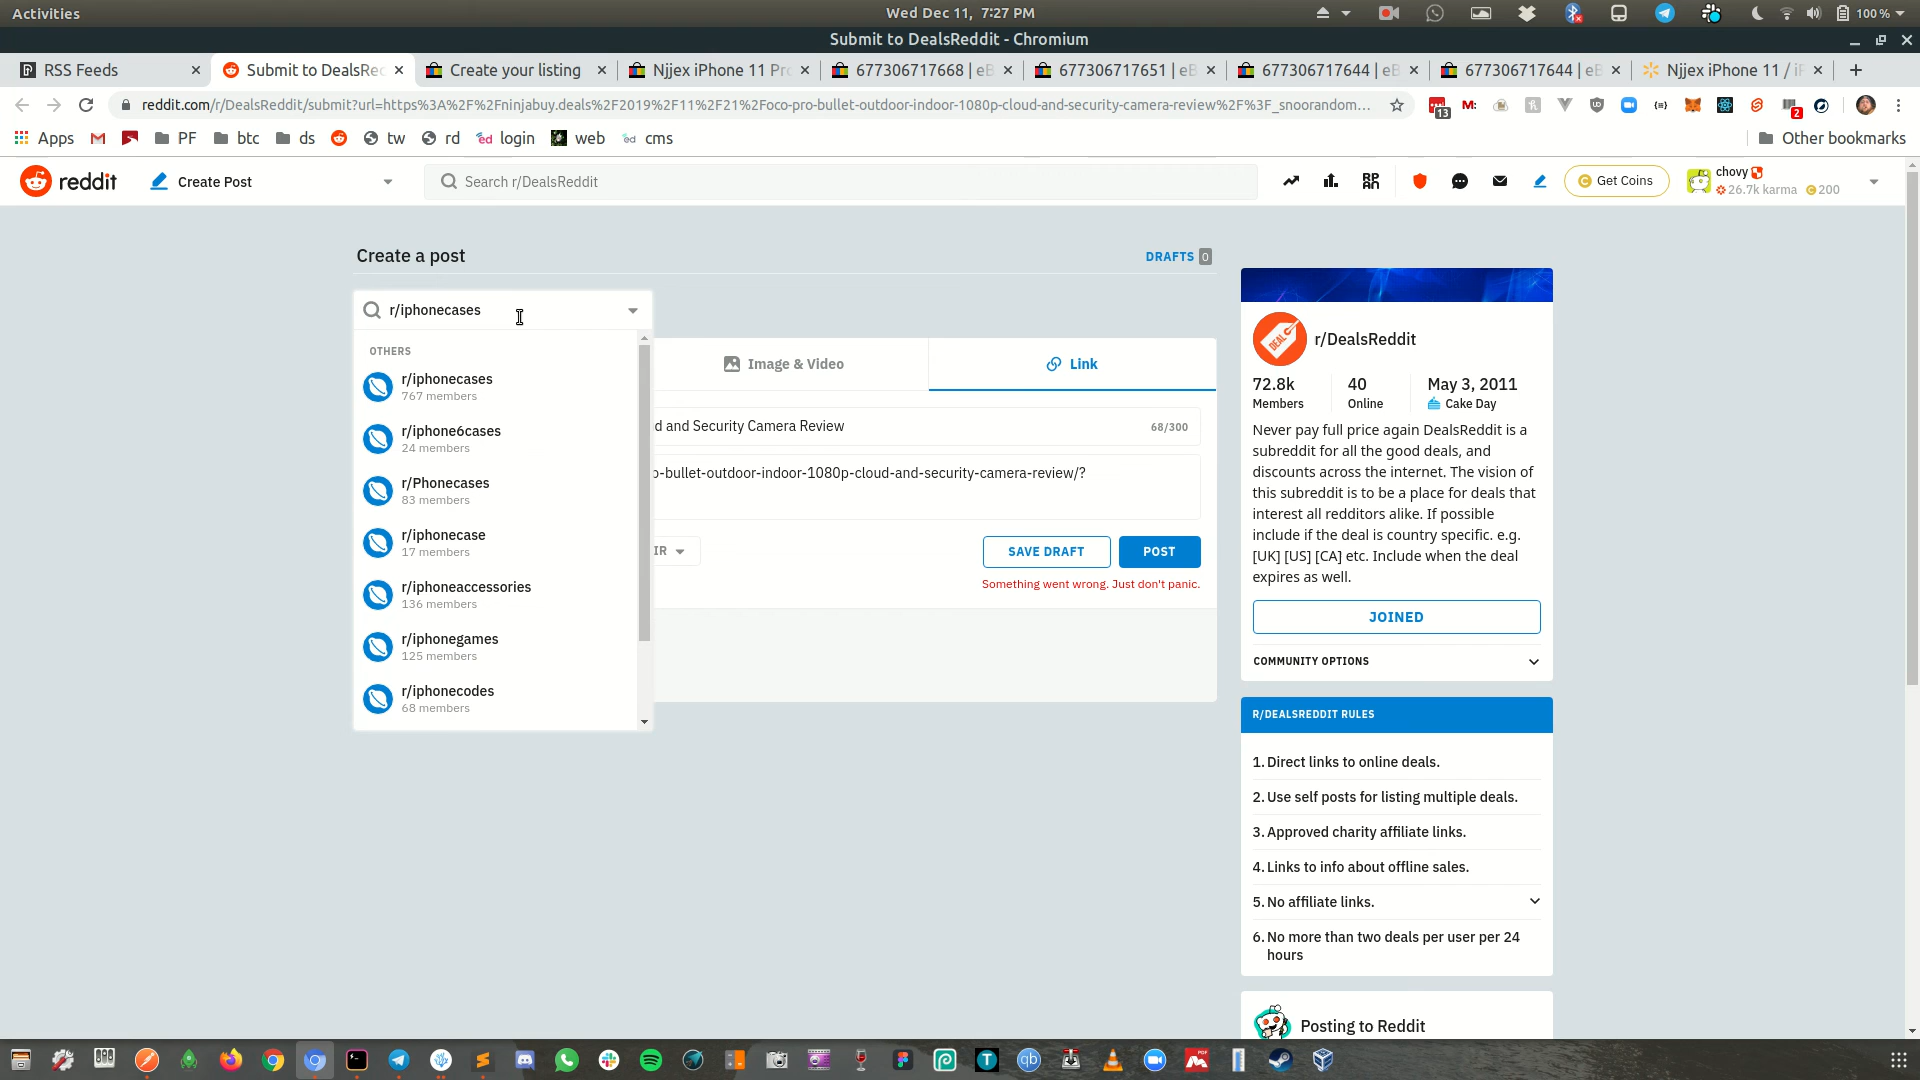 Activities
Wed Dec 11, 7:27 PM
100 %
Submit to DealsReddit - Chromium
RSS Feeds
Submit to DealsRec
Create your listing
Njjex iPhone 11 Pro
677306717668 | eB
677306717651 | eB
677306717644 | eB
677306717644 | eB
Njjex iPhone 11 / iP
reddit.com/r/DealsReddit/submit?url=https%3A%2F%2Fninjabuy.deals%2F2019%2F11%2F21%2Foco-pro-bullet-outdoor-indoor-1080p-cloud-and-security-camera-review%2F%3F_snoorandom...
13
M:
2
Apps
PF
btc
ds
tw
rd
login
web
cms
Other bookmarks
reddit
Create Post
Search r/DealsReddit
Get Coins
chovy
26.7k karma
200
Create a post
DRAFTS 0
r/iphonecases
OTHERS
r/iphonecases
767 members
r/iphone6cases
24 members
r/Phonecases
83 members
r/iphonecase
17 members
r/iphoneaccessories
136 members
r/iphonegames
125 members
r/iphonecodes
68 members
Image & Video
Link
d and Security Camera Review
68/300
p-bullet-outdoor-indoor-1080p-cloud-and-security-camera-review/?
IR
SAVE DRAFT
POST
Something went wrong. Just don't panic.
DEAL
r/DealsReddit
72.8k
Members
40
Online
May 3, 2011
Cake Day
Never pay full price again DealsReddit is a
subreddit for all the good deals, and
discounts across the internet. The vision of
this subreddit is to be a place for deals that
interest all redditors alike. If possible
include if the deal is country specific. e.g.
[UK] [US] [CA] etc. Include when the deal
expires as well.
JOINED
COMMUNITY OPTIONS
R/DEALSREDDIT RULES
1. Direct links to online deals.
2. Use self posts for listing multiple deals.
3. Approved charity affiliate links.
4. Links to info about offline sales.
5. No affiliate links.
6. No more than two deals per user per 24
hours
Posting to Reddit